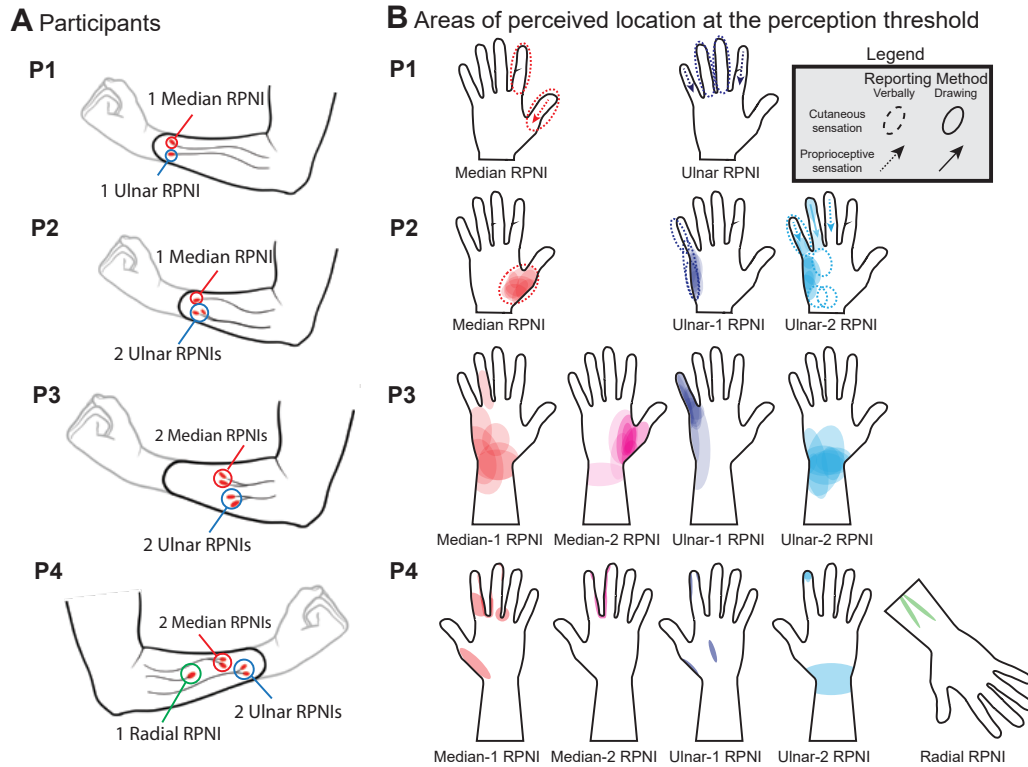 A Participants
P1
1 Median RPNI
1 Ulnar RPNI
P2
1 Median RPNI
2 Ulnar RPNIs
P3
2 Median RPNIs
2 Ulnar RPNIs
P4
2 Median RPNIs
2 Ulnar RPNIs
1 Radial RPNI
B Areas of perceived location at the perception threshold
Legend
Reporting Method
Verbally Drawing
Cutaneous
sensation
Proprioceptive
sensation
P1
Median RPNI Ulnar RPNI
P2
Median RPNI Ulnar-1 RPNI Ulnar-2 RPNI
P3
Median-1 RPNI Median-2 RPNI Ulnar-1 RPNI Ulnar-2 RPNI
P4
Median-1 RPNI Median-2 RPNI Ulnar-1 RPNI Ulnar-2 RPNI Radial RPNI